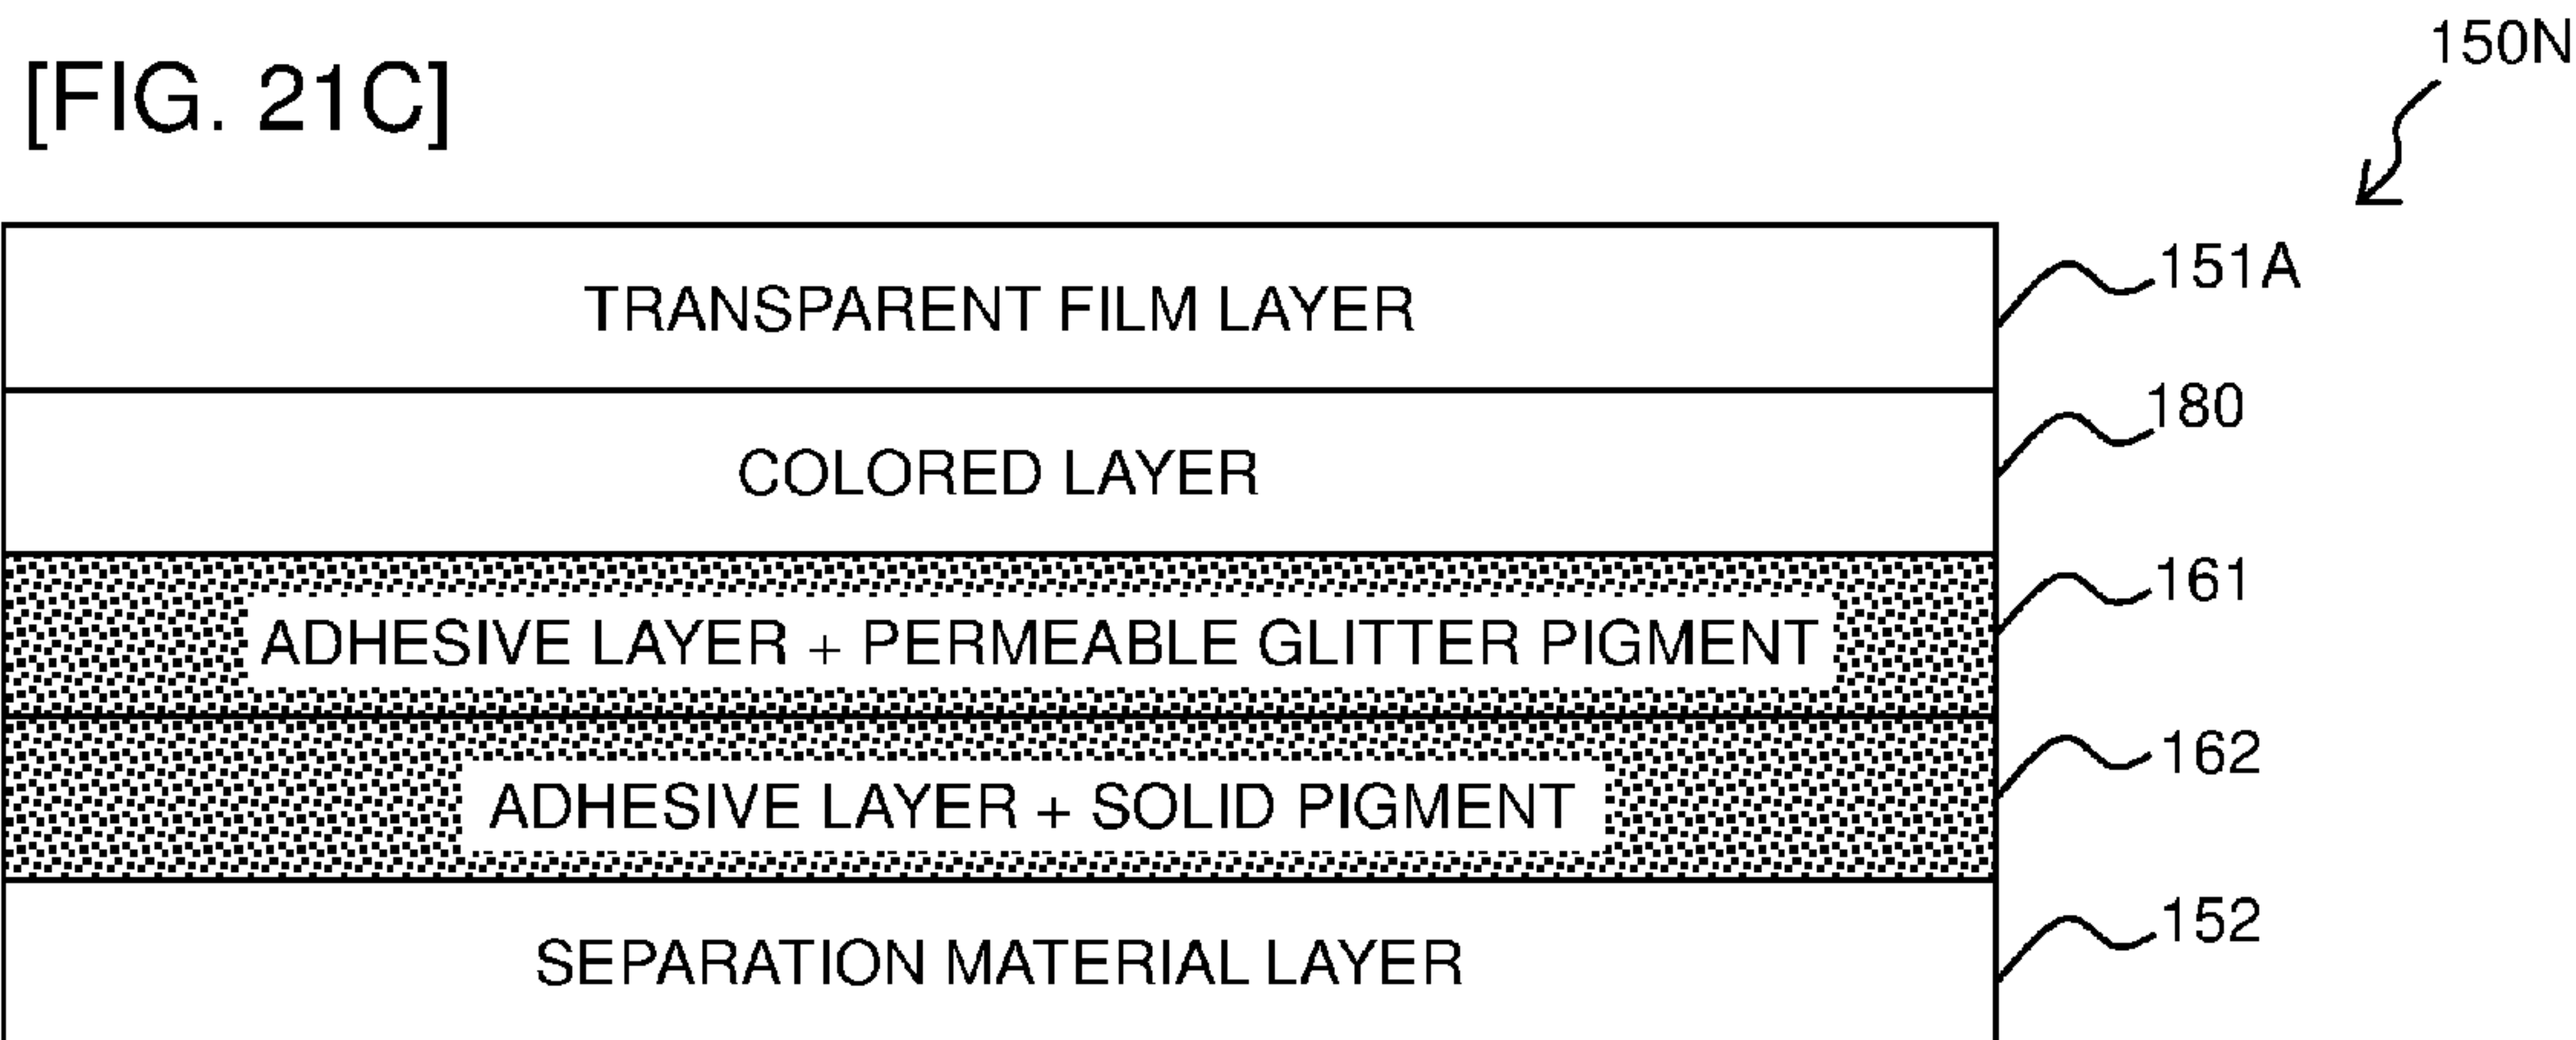 150N
[FIG. 21C]
TRANSPARENT FILM LAYER 151A
COLORED LAYER 180
ADHESIVE LAYER + PERMEABLE GLITTER PIGMENT 161
ADHESIVE LAYER + SOLID PIGMENT 162
SEPARATION MATERIAL LAYER 152